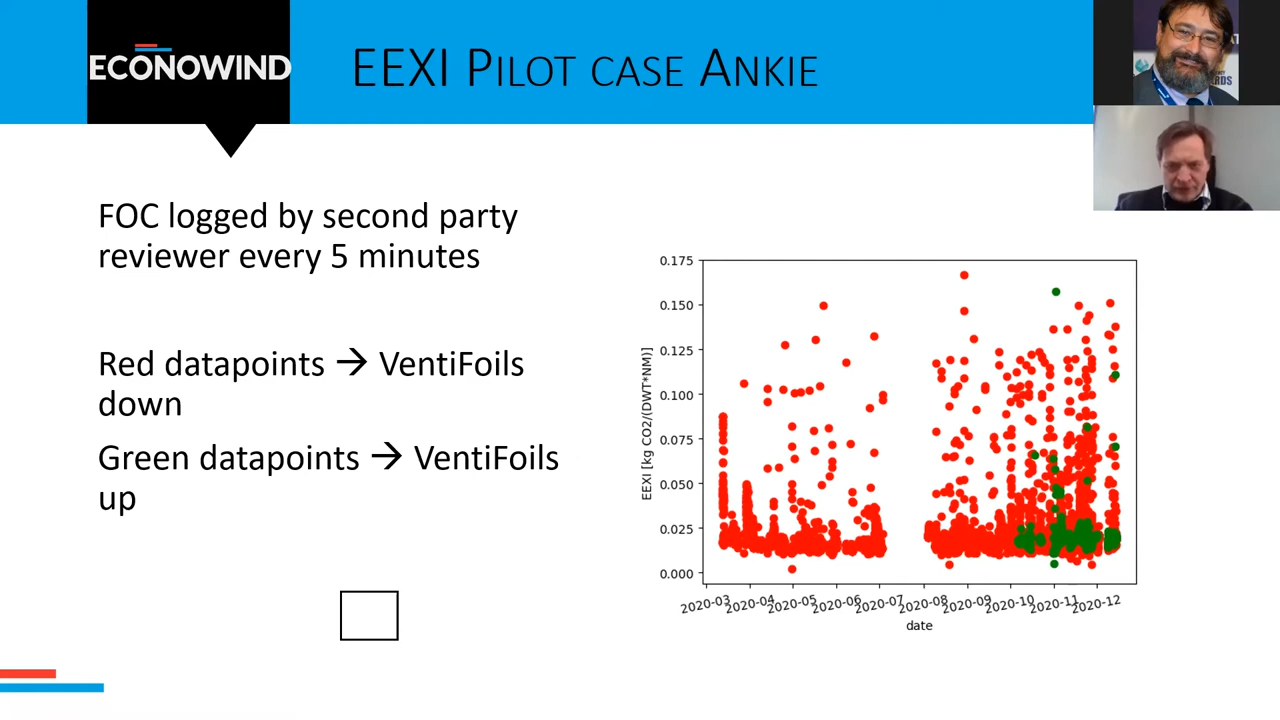 ECONOWIND
EEXI PILOT CASE ANKIE
ARDS
FOC logged by second party
reviewer every 5 minutes
Red datapoints → VentiFoils
down
Green datapoints → VentiFoils
up
EEXI [kg CO2/(DWT*NM)]
0.175
0.150
0.125
0.100
0.075
0.050
0.025
0.000
2020-03 2020-04 2020-05 2020-06 2020-07 2020-08 2020-09 2020-10 2020-11 2020-12
date